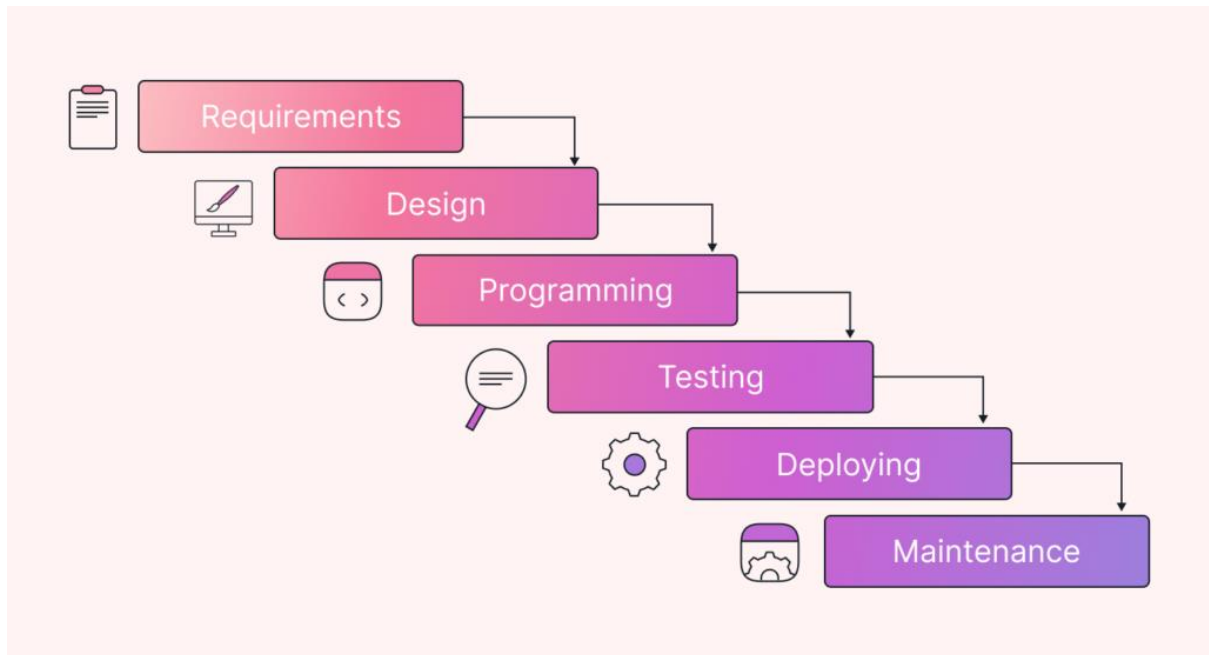 Requirements
Design
Programming
Testing
Deploying
Maintenance